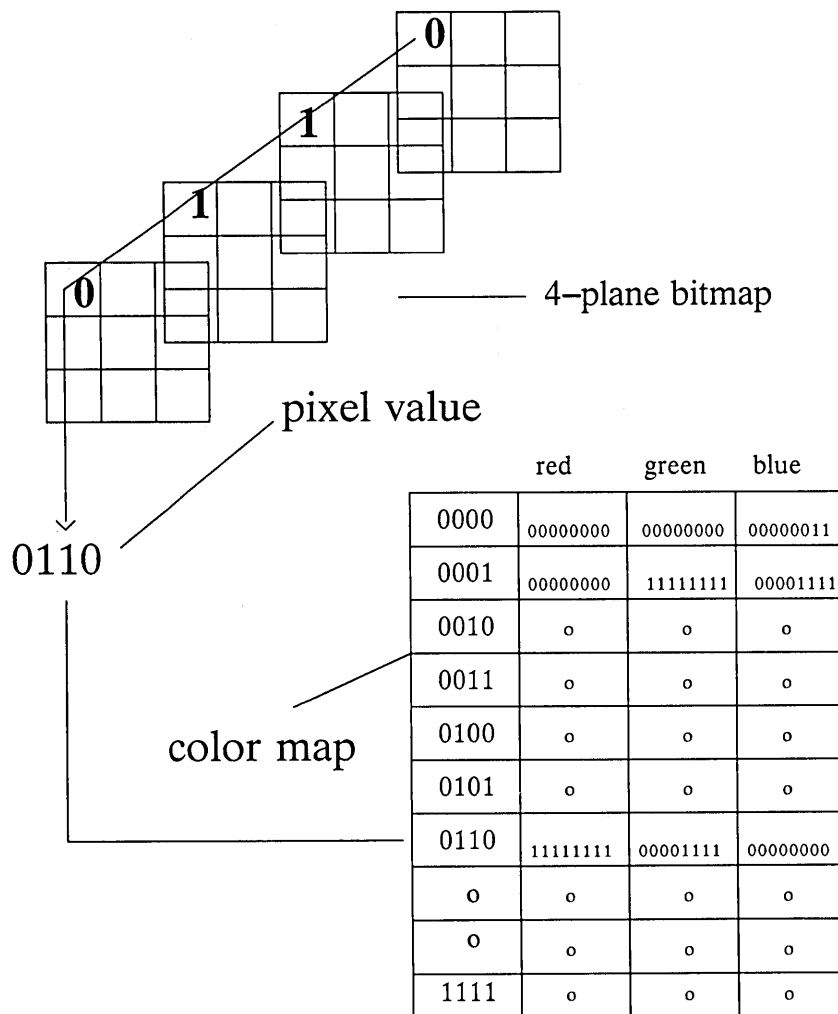 0
1
1
0
4–plane bitmap
pixel value
0110
color map
red green blue
0000 00000000 00000000 00000011
0001 00000000 11111111 00001111
0010 o o o
0011 o o o
0100 o o o
0101 o o o
0110 11111111 00001111 00000000
o o o o
o o o o
1111 o o o